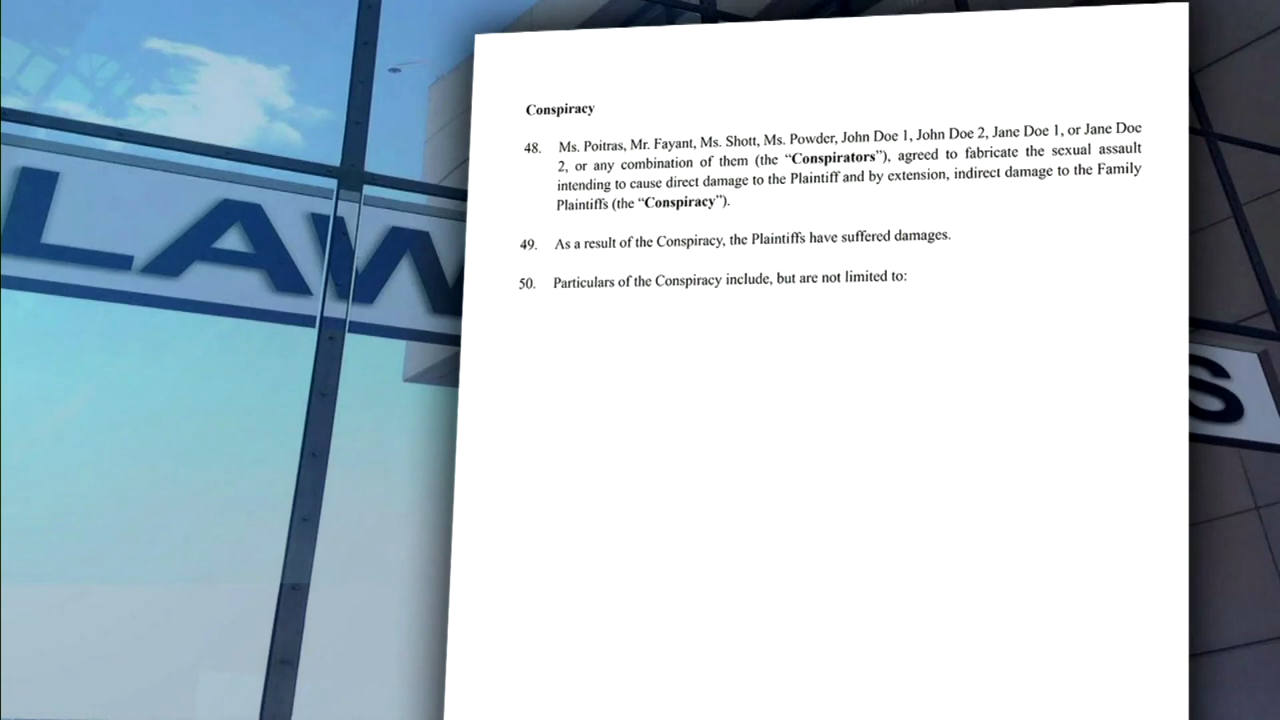 LAW
S
Conspiracy
48. Ms. Poitras, Mr. Fayant, Ms. Shott, Ms. Powder, John Doe 1, John Doe 2, Jane Doe 1, or Jane Doe
2, or any combination of them (the “Conspirators”), agreed to fabricate the sexual assault
intending to cause direct damage to the Plaintiff and by extension, indirect damage to the Family
Plaintiffs (the “Conspiracy”).
49. As a result of the Conspiracy, the Plaintiffs have suffered damages.
50. Particulars of the Conspiracy include, but are not limited to: